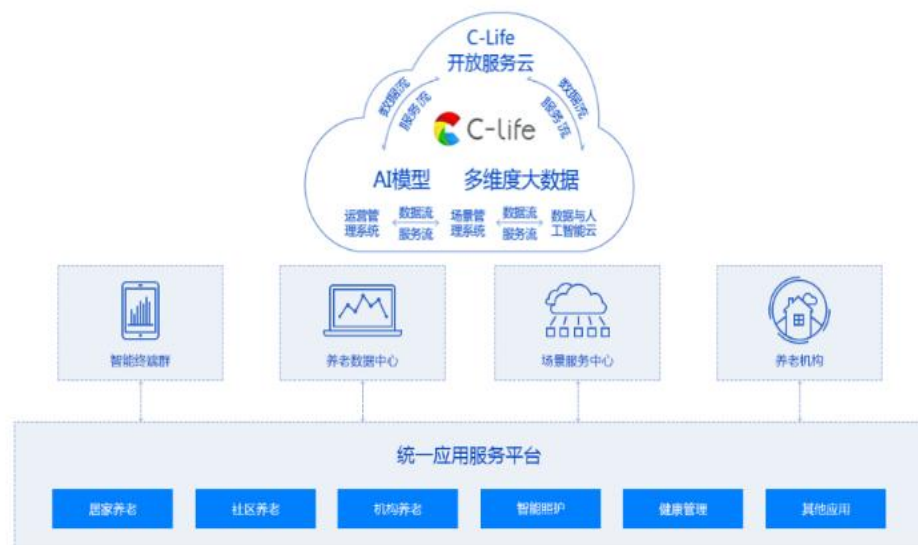 C-Life
开放服务云
数据流
服务流
数据流
服务流
C-life
AI模型 多维度大数据
运营管理系统
数据流
服务流
场景管理系统
数据流
服务流
数据与人工智能云
智能终端群
养老数据中心
场景服务中心
养老机构
统一应用服务平台
居家养老
社区养老
机构养老
智能照护
健康管理
其他应用